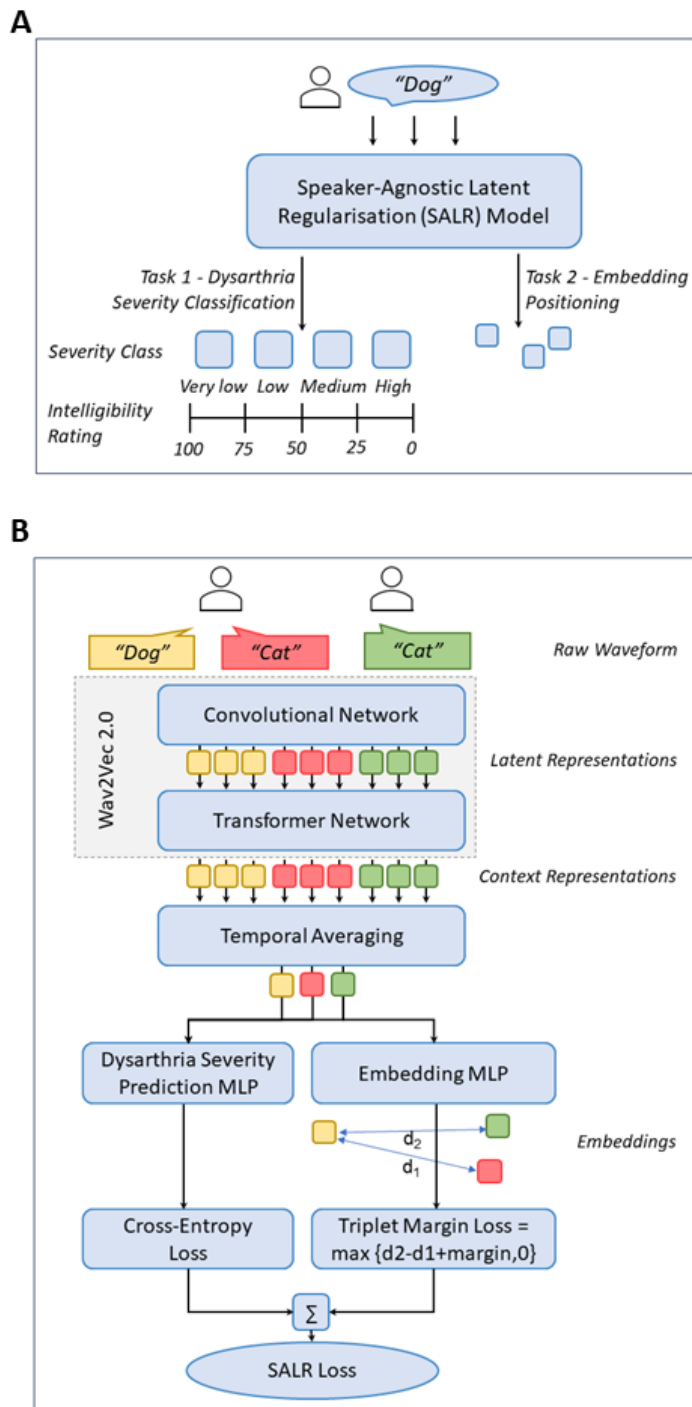 A
“Dog”
Speaker-Agnostic Latent
Regularisation (SALR) Model
Task 1 - Dysarthria
Severity Classification
Task 2 - Embedding
Positioning
Severity Class
Very low Low Medium High
Intelligibility
Rating
100 75 50 25 0
B
“Dog” “Cat” “Cat” Raw Waveform
Wav2Vec 2.0
Convolutional Network
Latent Representations
Transformer Network
Context Representations
Temporal Averaging
Dysarthria Severity
Prediction MLP
Embedding MLP
d2
d1
Embeddings
Cross-Entropy
Loss
Triplet Margin Loss =
max {d2-d1+margin,0}
Σ
SALR Loss